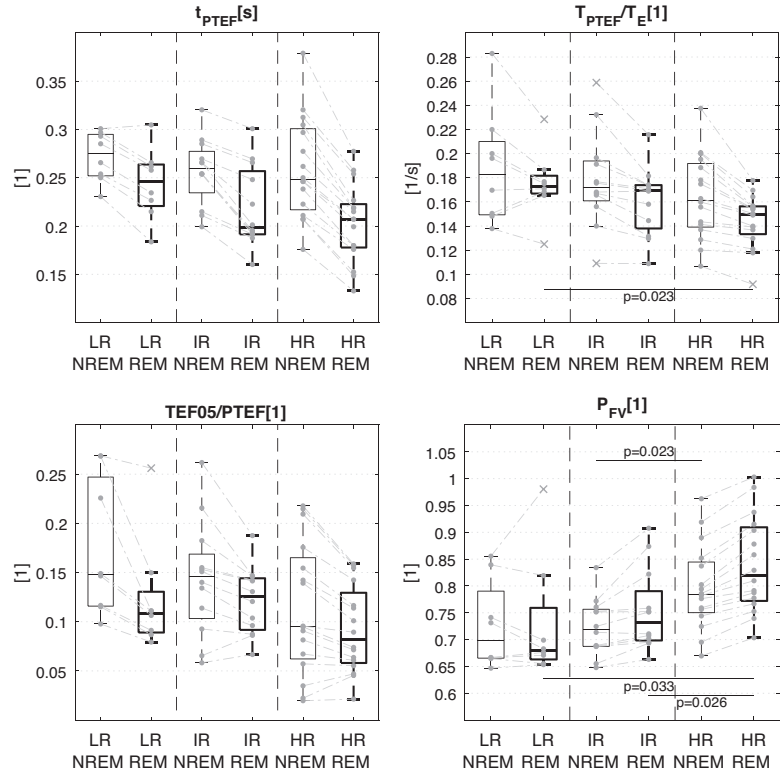 t_PTEF[s]
[1]
0.35
0.3
0.25
0.2
0.15
LR LR IR IR HR HR
NREM REM NREM REM NREM REM
T_PTEF/T_E[1]
[1/s]
0.28
0.26
0.24
0.22
0.2
0.18
0.16
0.14
0.12
0.1
0.08
p=0.023
LR LR IR IR HR HR
NREM REM NREM REM NREM REM
TEF05/PTEF[1]
[1]
0.25
0.2
0.15
0.1
0.05
LR LR IR IR HR HR
NREM REM NREM REM NREM REM
P_FV[1]
[1]
1.05
1
0.95
0.9
0.85
0.8
0.75
0.7
0.65
0.6
p=0.023
p=0.033
p=0.026
LR LR IR IR HR HR
NREM REM NREM REM NREM REM